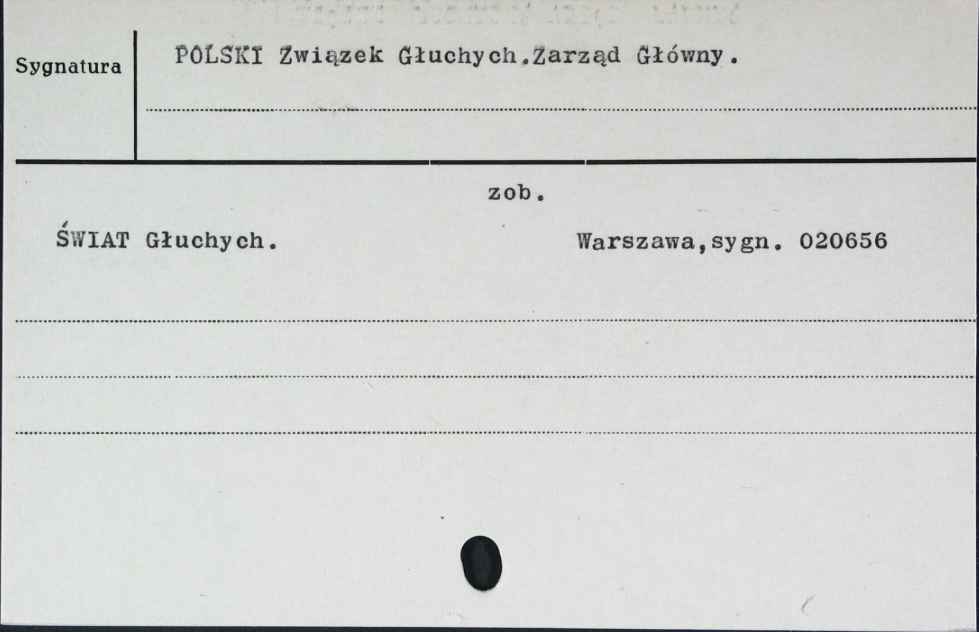 Sygnatura
POLSKI Związek Głuchych.Zarząd Główny.
zob.
ŚWIAT Głuchych. Warszawa,sygn. 020656